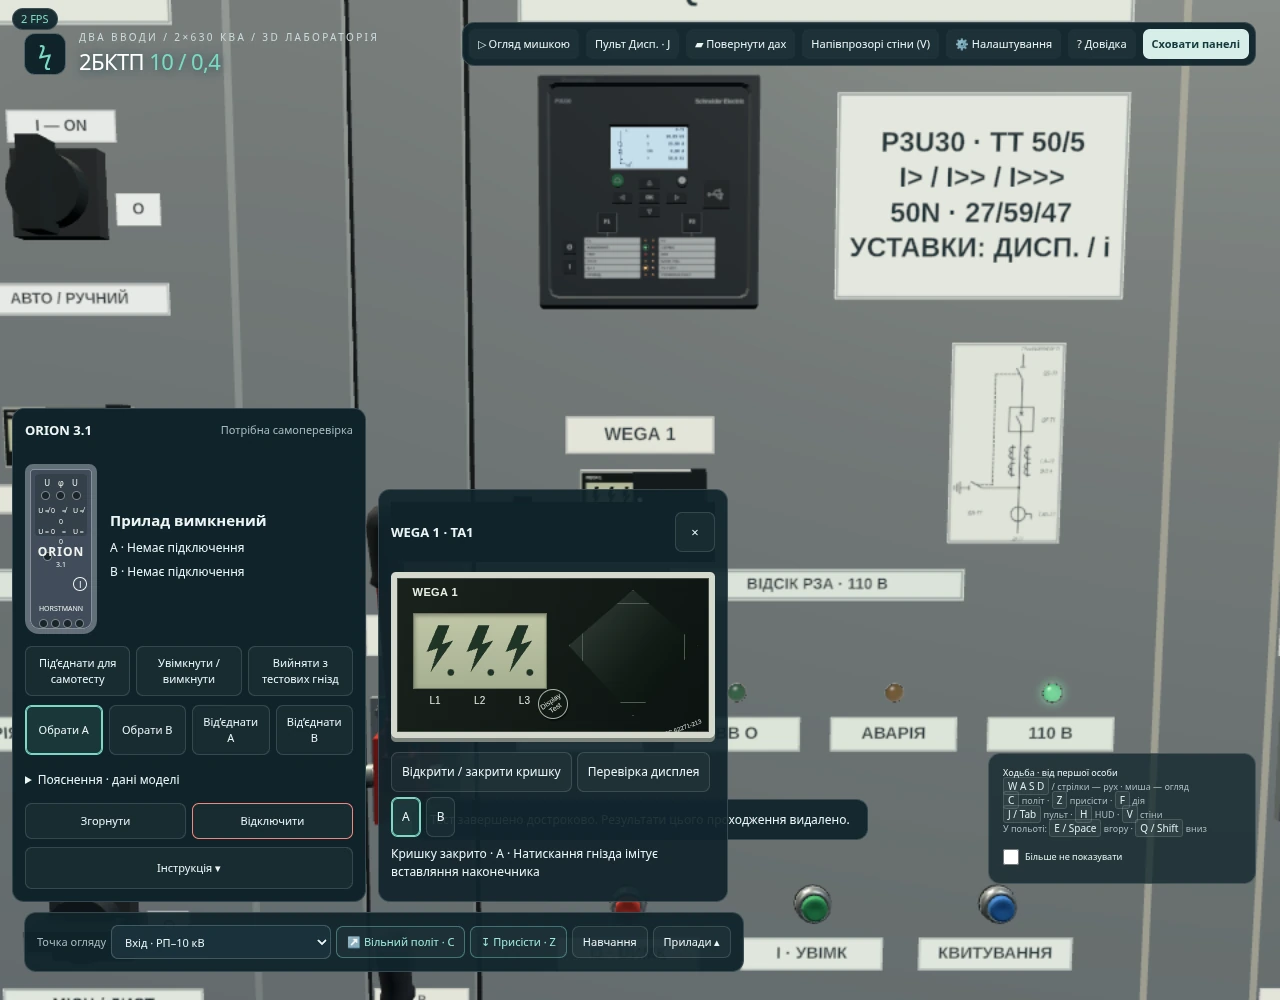 2 FPS
ДВА ВВОДИ / 2×630 КВА / 3D ЛАБОРАТОРІЯ
2БКТП 10 / 0,4
▷ Огляд мишкою
Пульт Дисп. · J
▰ Повернути дах
Напівпрозорі стіни (V)
⚙️ Налаштування
? Довідка
Сховати панелі
I — ON
O
АВТО / РУЧНИЙ
Schneider Electric
P3U30 · ТТ 50/5
I> / I>> / I>>>
50N · 27/59/47
УСТАВКИ: ДИСП. / i
WEGA 1
ВІДСІК РЗА · 110 В
ORION 3.1
Потрібна самоперевірка
U φ U
ORION
3.1
HORSTMANN
Прилад вимкнений
A · Немає підключення
B · Немає підключення
Під'єднати для самотесту
Увімкнути / вимкнути
Вийняти з тестових гнізд
Обрати A
Обрати B
Від'єднати A
Від'єднати B
▶ Пояснення · дані моделі
Згорнути
Відключити
Інструкція ▾
WEGA 1 · TA1
×
WEGA 1
L1
L2
L3
Display Test
62271-213
Відкрити / закрити кришку
Перевірка дисплея
A
B
завершено достроково. Результати цього проходження видалено.
Кришку закрито · A · Натискання гнізда імітує
вставляння наконечника
В О
АВАРІЯ
110 В
Ходьба · від першої особи
W A S D / стрілки — рух · миша — огляд
C політ · Z присісти · F дія
J / Tab пульт · H HUD · V стіни
У польоті: E / Space вгору · Q / Shift вниз
Більше не показувати
І · УВІМК
КВИТУВАННЯ
Точка огляду
Вхід · РП–10 кВ
↗️ Вільний політ · C
↧ Присісти · Z
Навчання
Прилади ▴